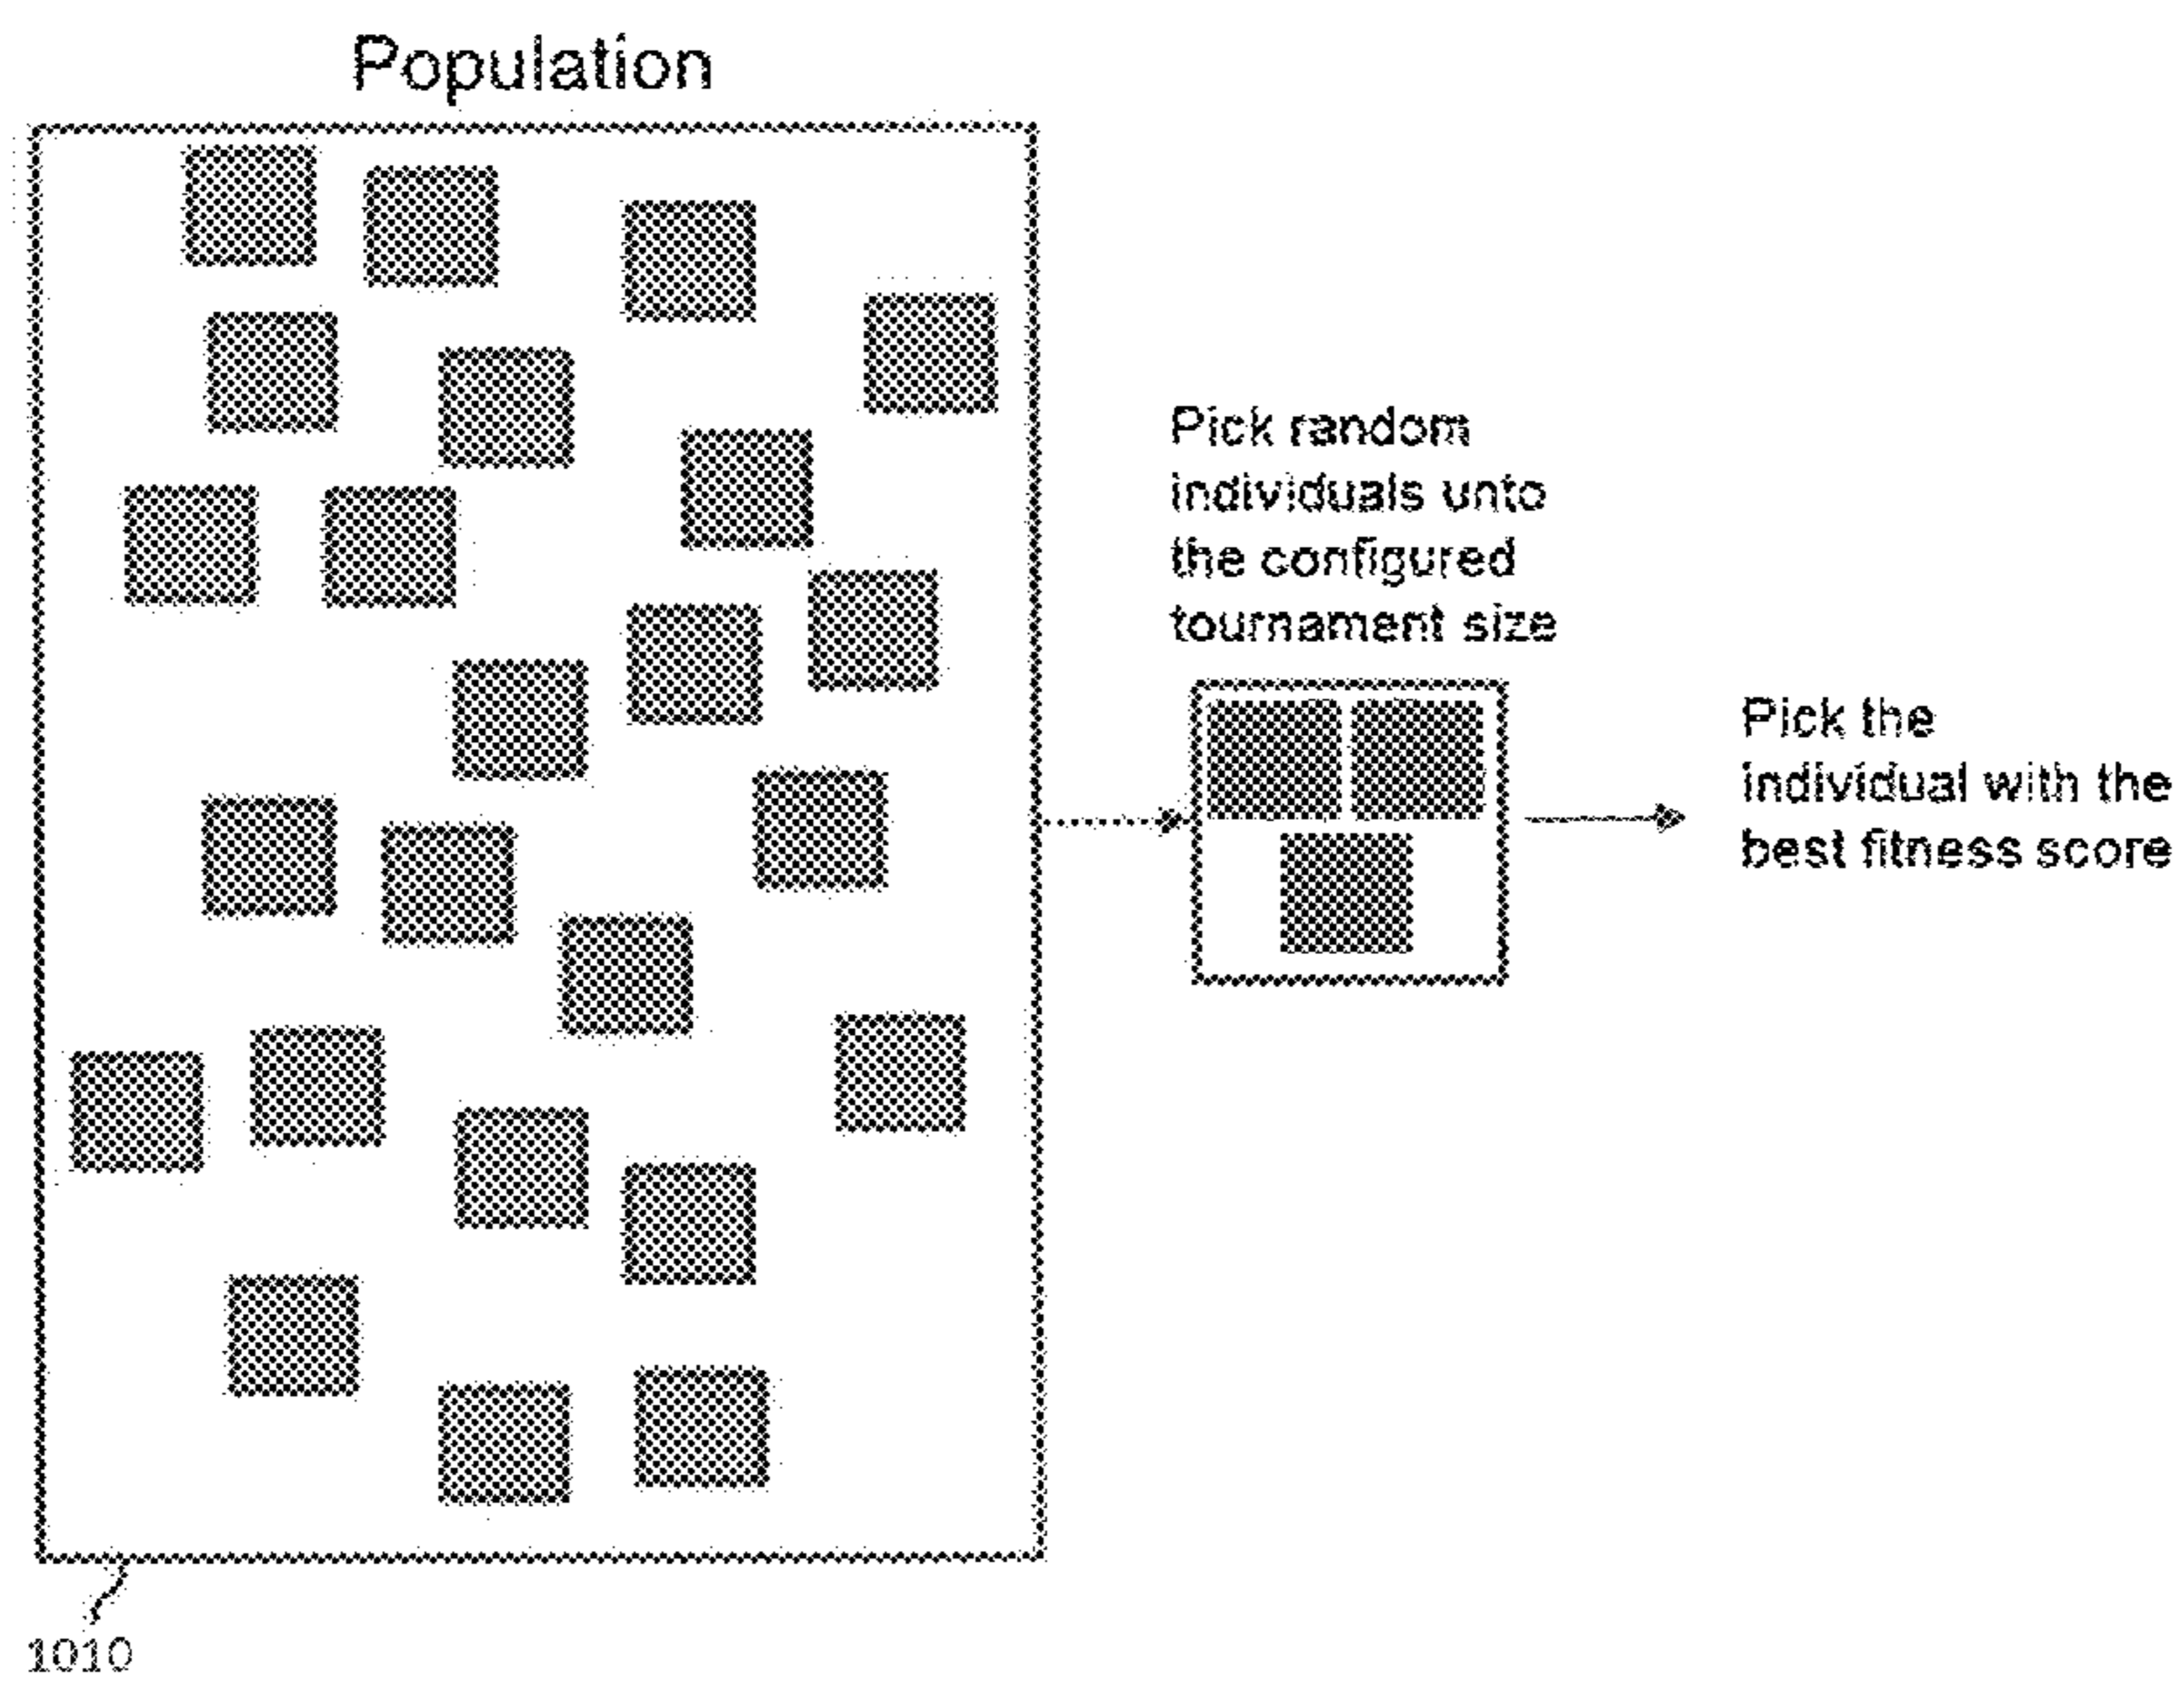 Population
Pick random
individuals unto
the configured
tournament size
Pick the
individual with the
best fitness score
1010